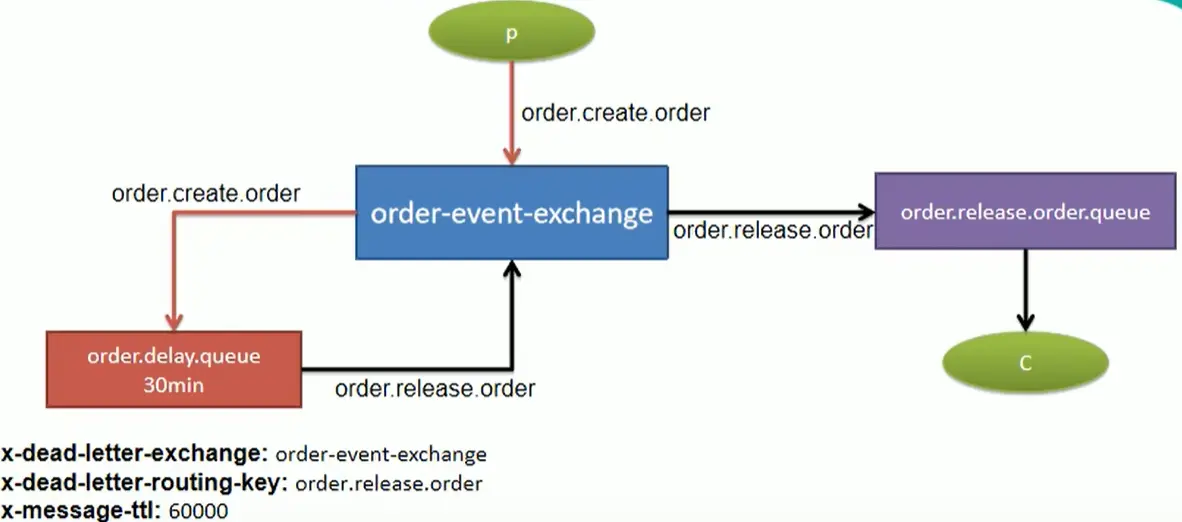 p
order.create.order
order.create.order
order-event-exchange
order.release.order
order.release.order.queue
order.delay.queue
30min
order.release.order
C
x-dead-letter-exchange: order-event-exchange
x-dead-letter-routing-key: order.release.order
x-message-ttl: 60000